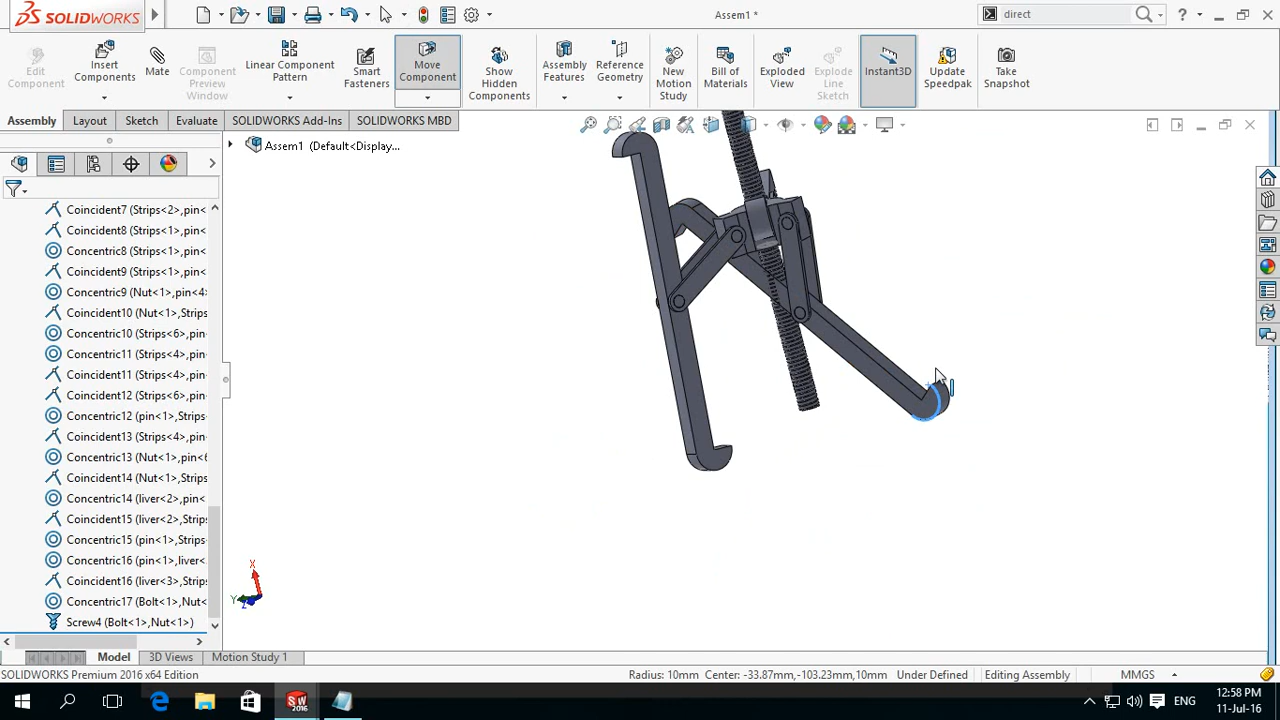 SOLIDWORKS
Assem1 *
direct
Edit Component
Insert Components
Mate
Component Preview Window
Linear Component Pattern
Smart Fasteners
Move Component
Show Hidden Components
Assembly Features
Reference Geometry
New Motion Study
Bill of Materials
Exploded View
Explode Line Sketch
Instant3D
Update Speedpak
Take Snapshot
Assembly
Layout
Sketch
Evaluate
SOLIDWORKS Add-Ins
SOLIDWORKS MBD
Assem1 (Default<Display...
Coincident7 (Strips<2>,pin<
Coincident8 (Strips<1>,pin<
Concentric8 (Strips<1>,pin<
Coincident9 (Strips<1>,pin<
Concentric9 (Nut<1>,pin<4>
Coincident10 (Nut<1>,Strips
Concentric10 (Strips<6>,pin<
Concentric11 (Strips<4>,pin<
Coincident11 (Strips<4>,pin<
Coincident12 (Strips<6>,pin<
Concentric12 (pin<1>,Strips
Coincident13 (Strips<4>,pin<
Concentric13 (Nut<1>,pin<6
Coincident14 (Nut<1>,Strips
Concentric14 (liver<2>,pin<
Coincident15 (liver<2>,Strips
Concentric15 (pin<1>,Strips
Concentric16 (pin<1>,liver<
Coincident16 (liver<3>,Strips
Concentric17 (Bolt<1>,Nut<
Screw4 (Bolt<1>,Nut<1>)
X
Y
Z
Model
3D Views
Motion Study 1
SOLIDWORKS Premium 2016 x64 Edition
Radius: 10mm Center: -33.87mm,-103.23mm,10mm
Under Defined
Editing Assembly
MMGS
SW
2016
ENG
12:58 PM
11-Jul-16